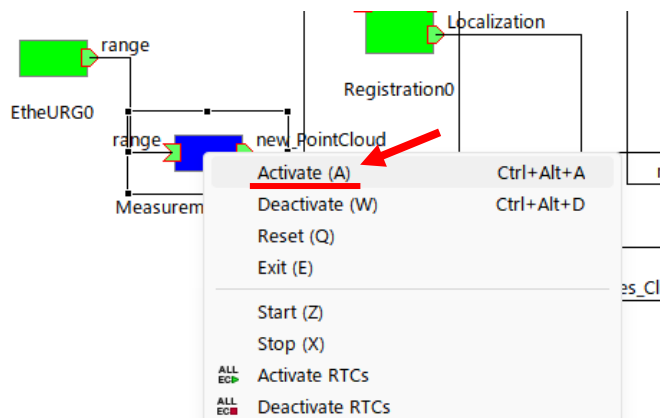 Localization
range
Registration0
EtheURG0
range
new_PointCloud
Activate (A) Ctrl+Alt+A
Measurem
Deactivate (W) Ctrl+Alt+D
Reset (Q)
Exit (E)
es_Cl
Start (Z)
Stop (X)
ALL EC Activate RTCs
ALL EC Deactivate RTCs